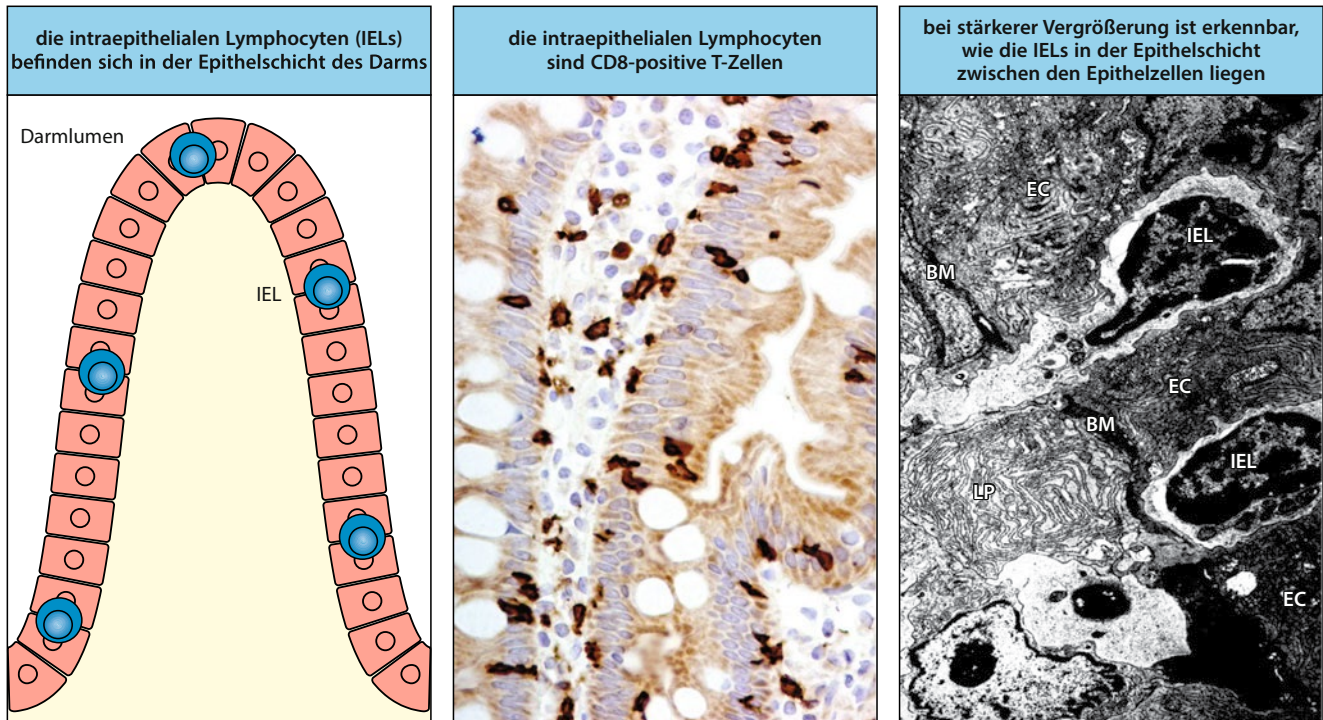 die intraepithelialen Lymphocyten (IELs)
befinden sich in der Epithelschicht des Darms
die intraepithelialen Lymphocyten
sind CD8-positive T-Zellen
bei stärkerer Vergrößerung ist erkennbar,
wie die IELs in der Epithelschicht
zwischen den Epithelzellen liegen
Darmlumen
IEL
EC
IEL
BM
EC
BM
IEL
LP
EC